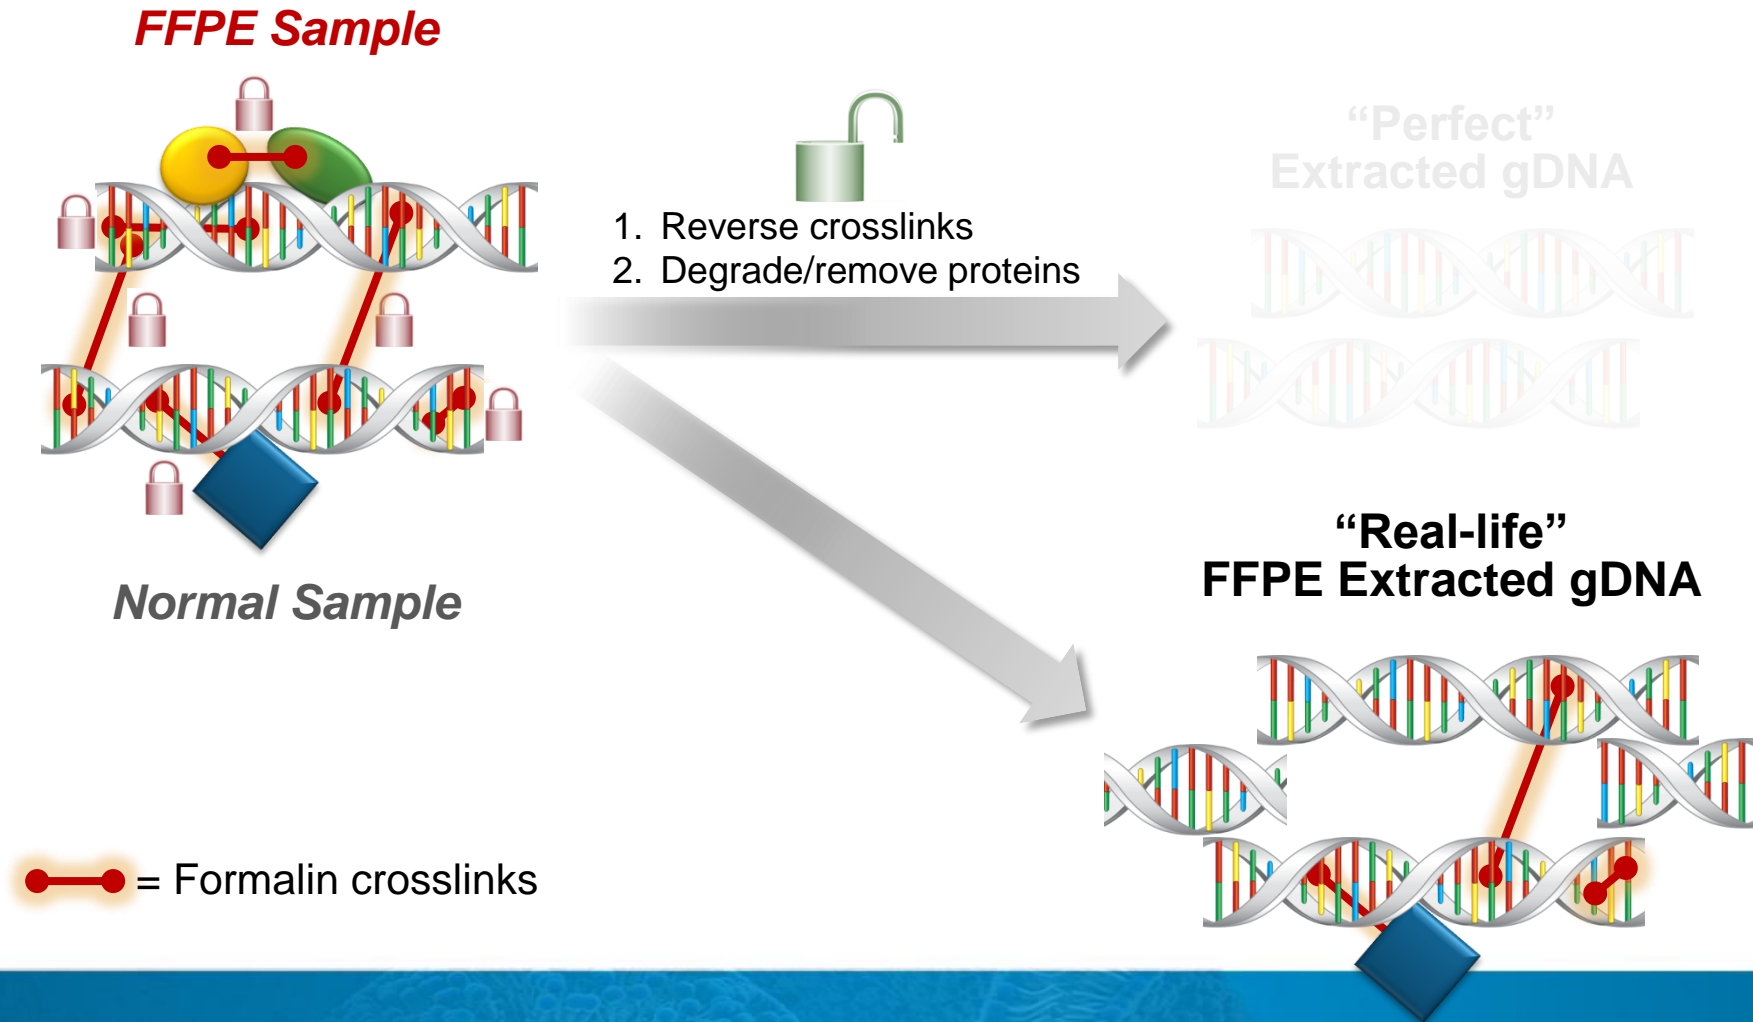 FFPE Sample
1. Reverse crosslinks
2. Degrade/remove proteins
“Perfect”
Extracted gDNA
Normal Sample
“Real-life”
FFPE Extracted gDNA
= Formalin crosslinks